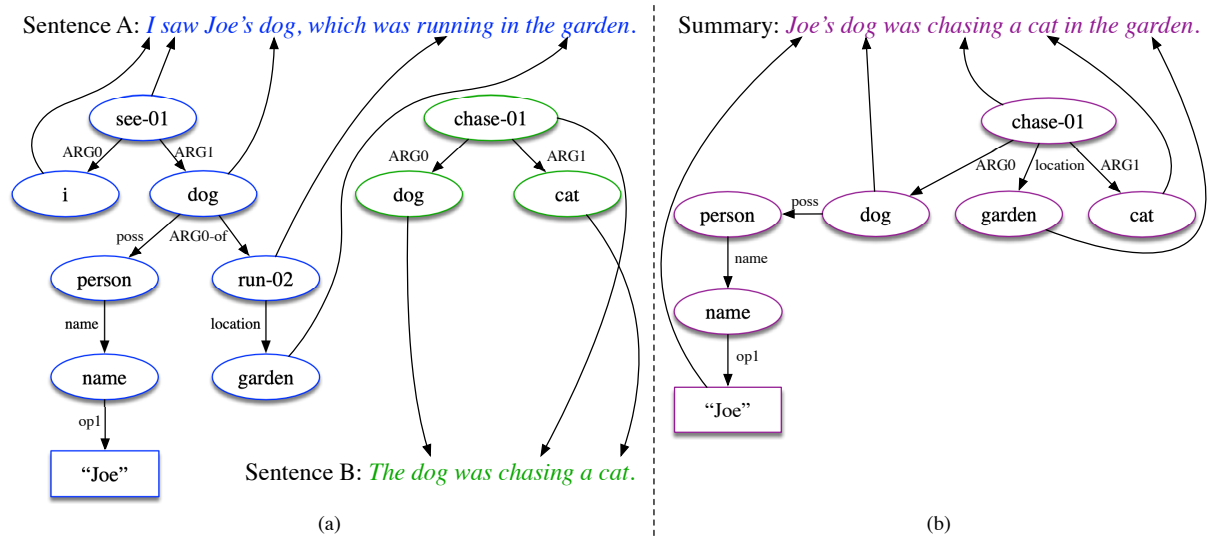 Sentence A: I saw Joe's dog, which was running in the garden.
see-01
ARG0
ARG1
i
dog
poss
ARG0-of
person
run-02
name
location
name
garden
op1
“Joe”
chase-01
ARG0
ARG1
dog
cat
Sentence B: The dog was chasing a cat.
(a)
Summary: Joe's dog was chasing a cat in the garden.
chase-01
ARG0
location
ARG1
person
poss
dog
garden
cat
name
name
op1
“Joe”
(b)